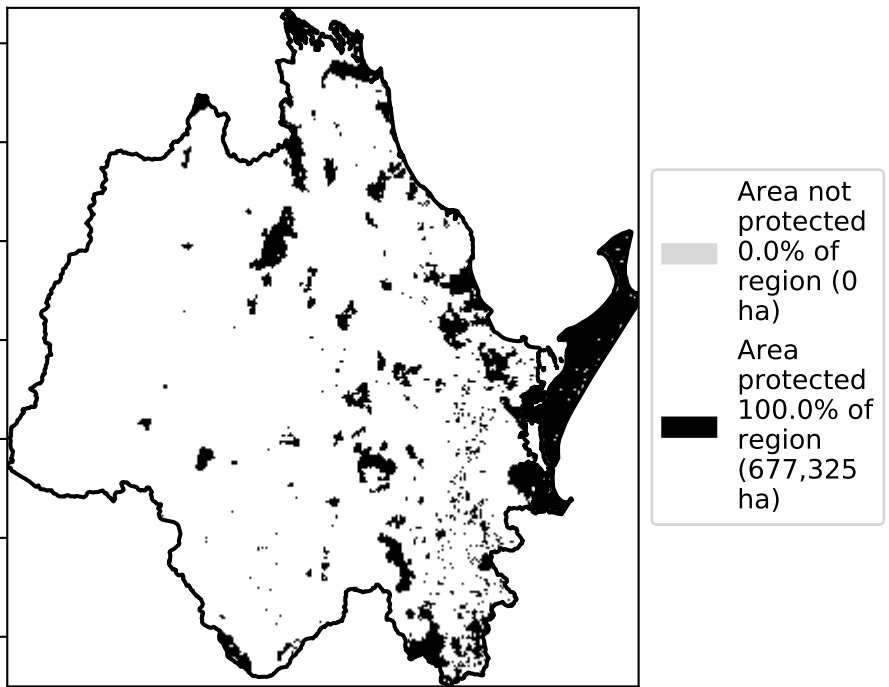 Area not
protected
0.0% of
region (0
ha)
Area
protected
100.0% of
region
(677,325
ha)